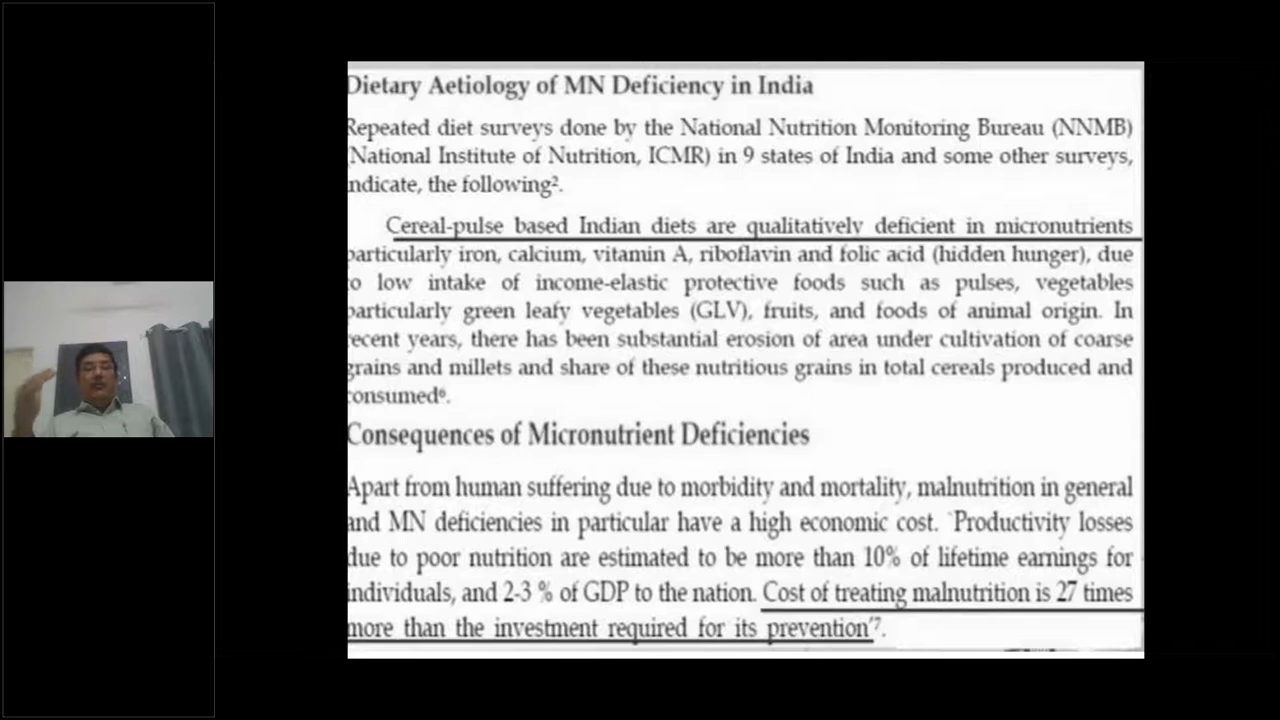 Dietary Aetiology of MN Deficiency in India
Repeated diet surveys done by the National Nutrition Monitoring Bureau (NNMB)
(National Institute of Nutrition, ICMR) in 9 states of India and some other surveys,
indicate, the following².
Cereal-pulse based Indian diets are qualitatively deficient in micronutrients
particularly iron, calcium, vitamin A, riboflavin and folic acid (hidden hunger), due
to low intake of income-elastic protective foods such as pulses, vegetables
particularly green leafy vegetables (GLV), fruits, and foods of animal origin. In
recent years, there has been substantial erosion of area under cultivation of coarse
grains and millets and share of these nutritious grains in total cereals produced and
consumed⁶.
Consequences of Micronutrient Deficiencies
Apart from human suffering due to morbidity and mortality, malnutrition in general
and MN deficiencies in particular have a high economic cost. 'Productivity losses
due to poor nutrition are estimated to be more than 10% of lifetime earnings for
individuals, and 2-3 % of GDP to the nation. Cost of treating malnutrition is 27 times
more than the investment required for its prevention'⁷.